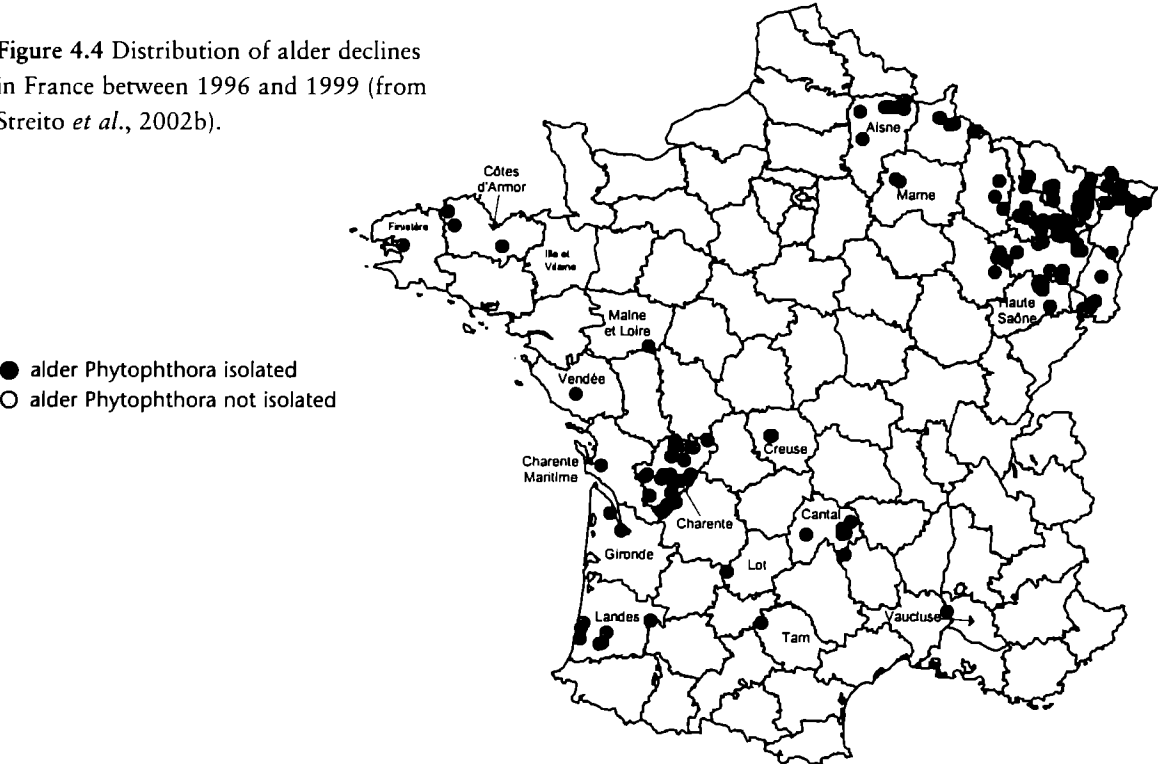 Figure 4.4 Distribution of alder declines
in France between 1996 and 1999 (from
Streito et al., 2002b).
Aisne
Marne
Côtes
d'Armor
Finistère
Ille et
Vilaine
Haute
Saône
Maine
et Loire
alder Phytophthora isolated
alder Phytophthora not isolated
Vendée
Creuse
Charente
Maritime
Charente
Cantal
Gironde
Lot
Landes
Vaucluse
Tarn